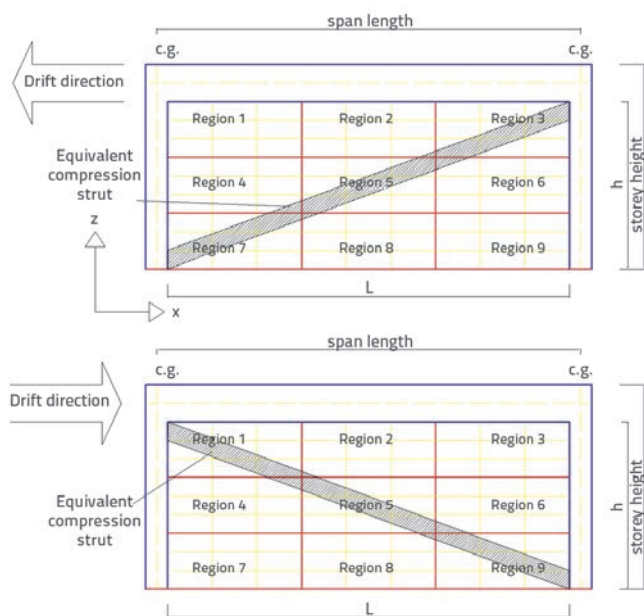 span length
c.g.
c.g.
Drift direction
Region 1
Region 2
Region 3
Equivalent
compression
strut
Region 4
Region 5
Region 6
h
storey height
z
Region 7
Region 8
Region 9
L
x
span length
c.g.
c.g.
Drift direction
Region 1
Region 2
Region 3
Equivalent
compression
strut
Region 4
Region 5
Region 6
h
storey height
Region 7
Region 8
Region 9
L